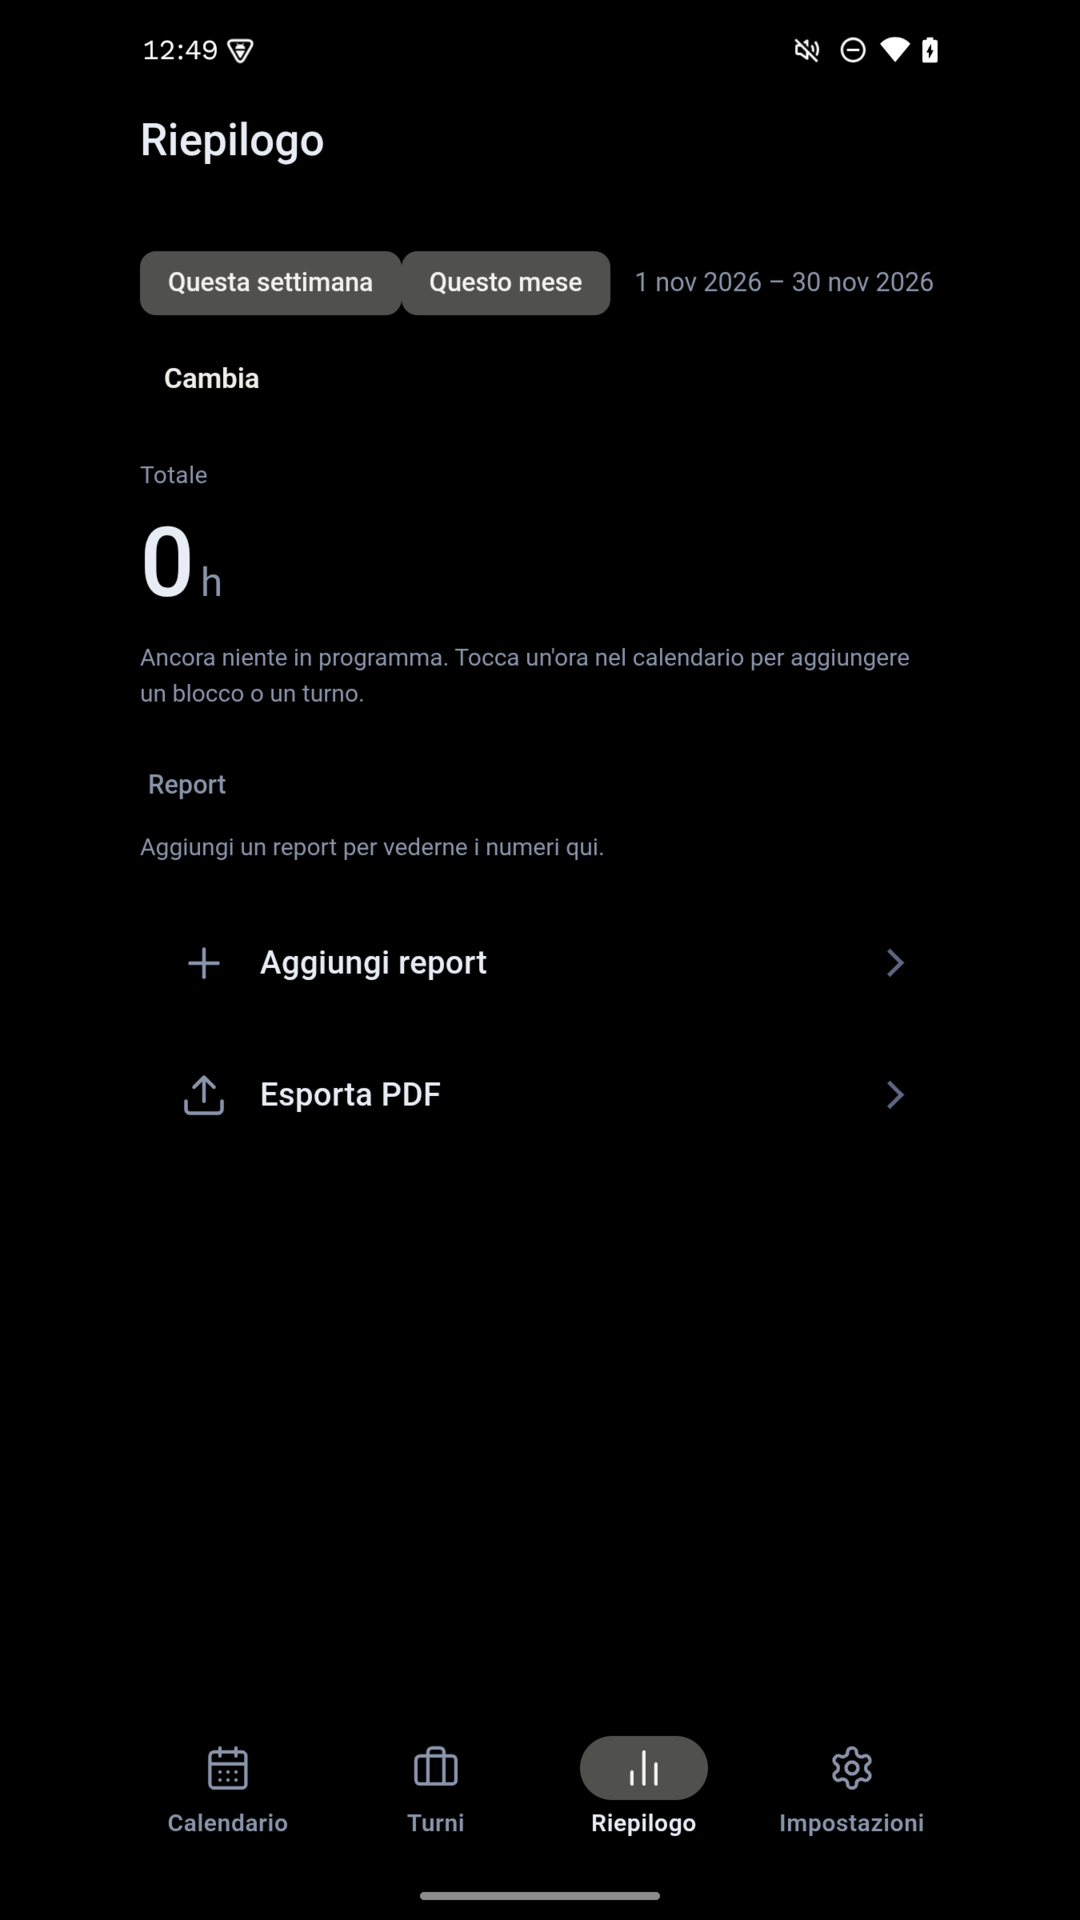 12:49
Riepilogo
Questa settimana Questo mese 1 nov 2026 – 30 nov 2026
Cambia
Totale
0 h
Ancora niente in programma. Tocca un'ora nel calendario per aggiungere
un blocco o un turno.
Report
Aggiungi un report per vederne i numeri qui.
Aggiungi report
Esporta PDF
Calendario Turni Riepilogo Impostazioni